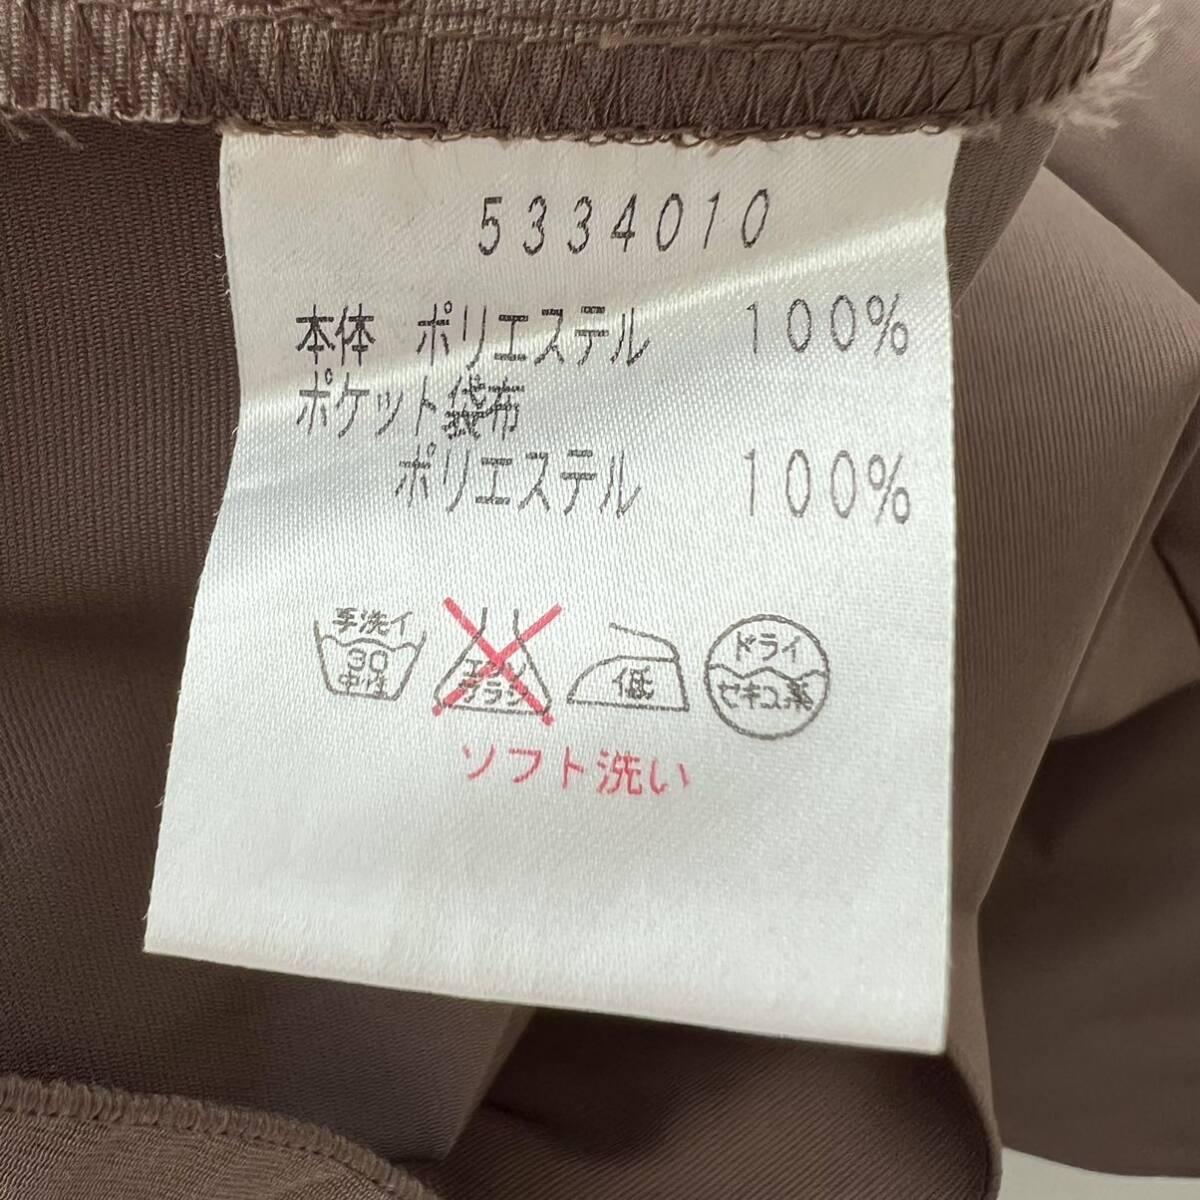 5334010
本体 ポリエステル 100%
ポケット袋布
ポリエステル 100%
手洗イ
30
中性
エンソ
サラシ
低
ドライ
セキユ系
ソフト洗い